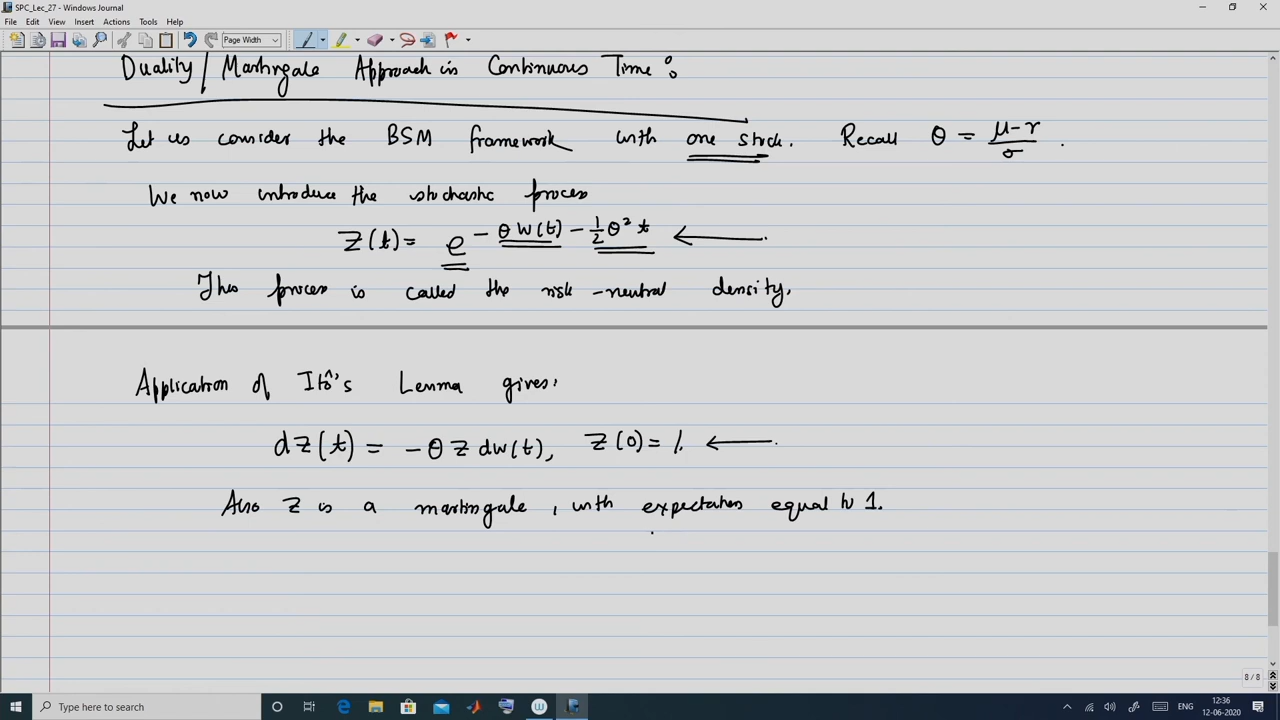 SPC_Lec_27 - Windows Journal
File Edit View Insert Actions Tools Help
Page Width
Duality/Martingale Approach in Continuous Time:
Let us consider the BSM framework with one stock. Recall θ = μ-r/σ.
We now introduce the stochastic process
Z(t) = e^{-θW(t) - 1/2 θ² t}
This process is called the risk-neutral density.
Application of Itô's Lemma gives:
dZ(t) = -θ Z dW(t), Z(0) = 1.
Also Z is a martingale, with expectation equal to 1.
8 / 8
Type here to search
ENG
12:36
12-06-2020